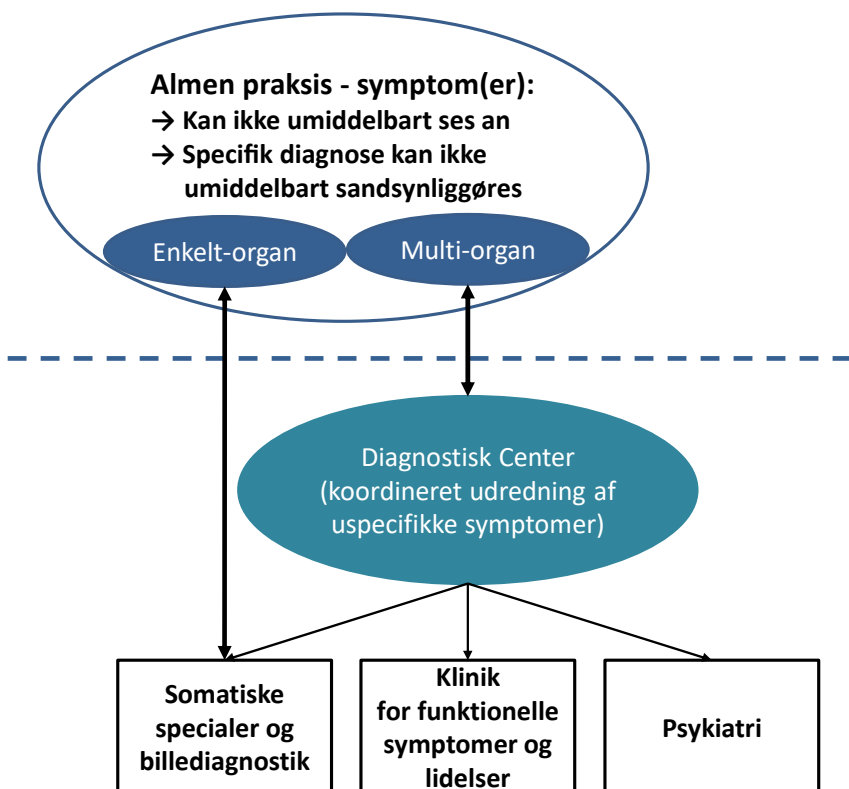 Almen praksis - symptom(er):
→ Kan ikke umiddelbart ses an
→ Specifik diagnose kan ikke
umiddelbart sandsynliggøres
Enkelt-organ
Multi-organ
Diagnostisk Center
(koordineret udredning af
uspecifikke symptomer)
Somatiske
specialer og
billediagnostik
Klinik
for funktionelle
symptomer og
lidelser
Psykiatri